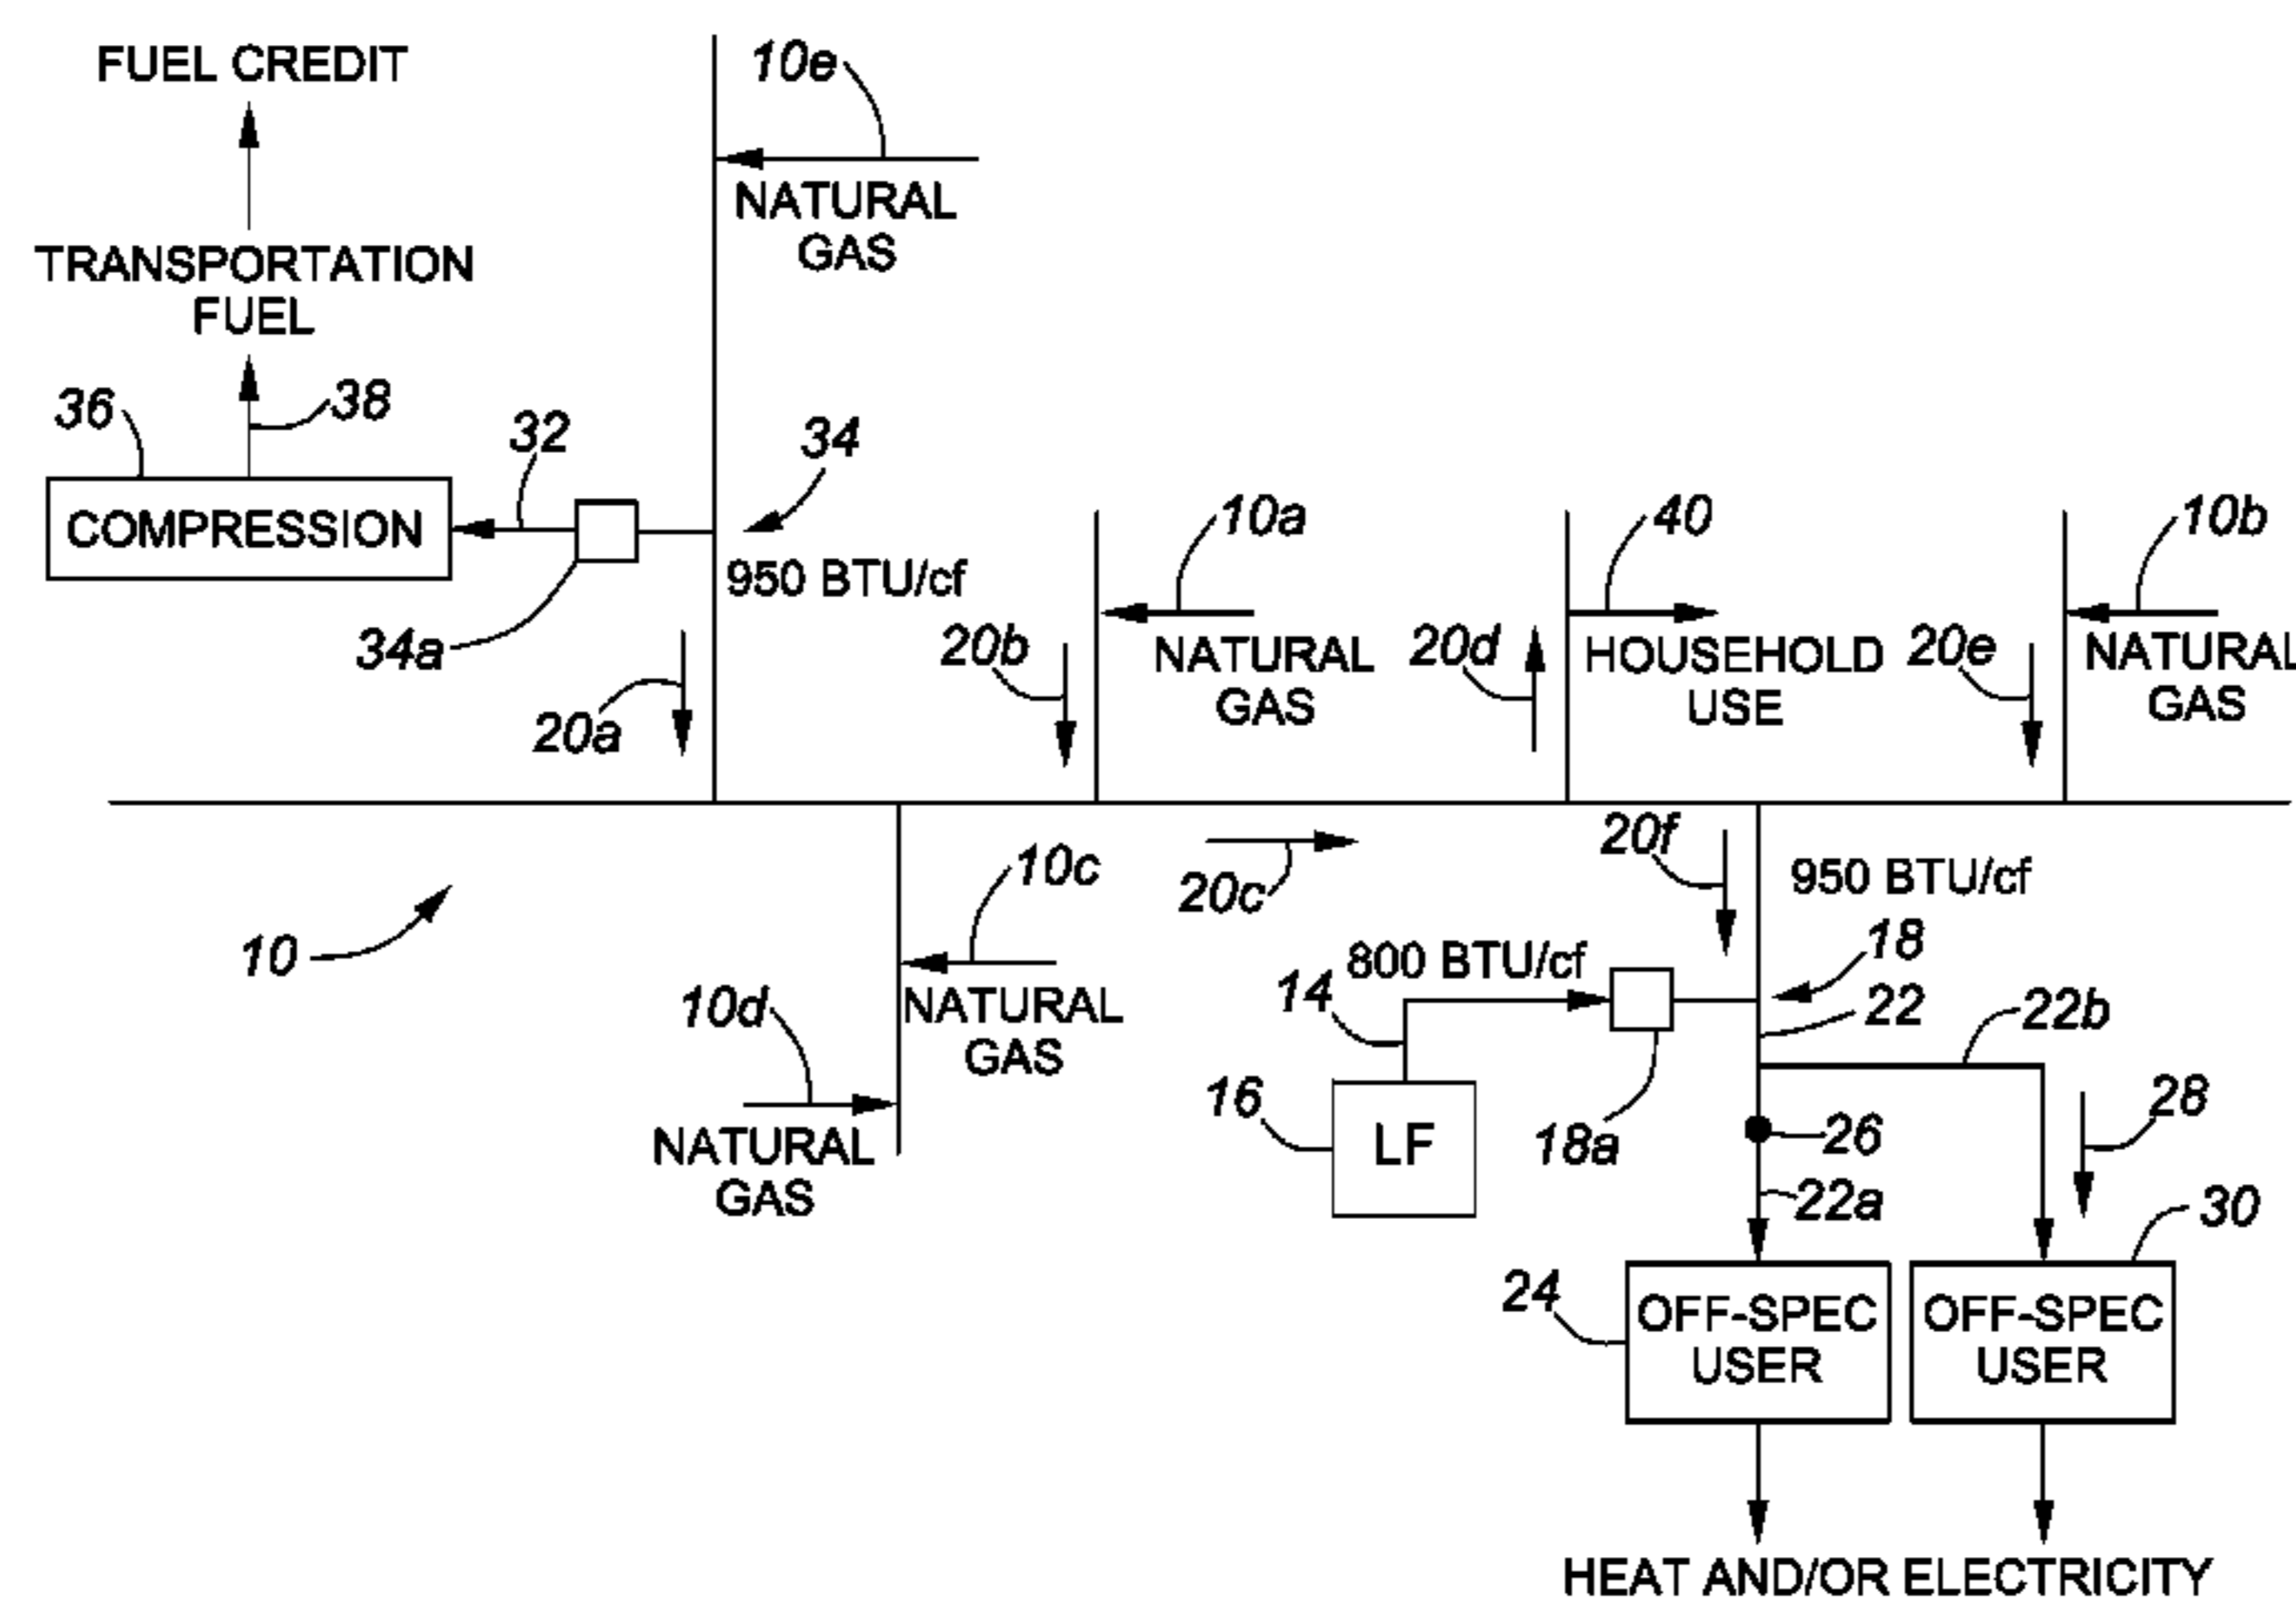 FUEL CREDIT
10e
NATURAL
GAS
TRANSPORTATION
FUEL
36
38
32
34
COMPRESSION
34a
950 BTU/cf
20a
20b
10a
NATURAL
GAS
20d
40
HOUSEHOLD
USE
20e
10b
NATURAL
GAS
10
10c
NATURAL
GAS
10d
NATURAL
GAS
20c
20f
950 BTU/cf
800 BTU/cf
14
16
LF
18a
18
22
22b
26
28
22a
30
24
OFF-SPEC
USER
OFF-SPEC
USER
HEAT AND/OR ELECTRICITY